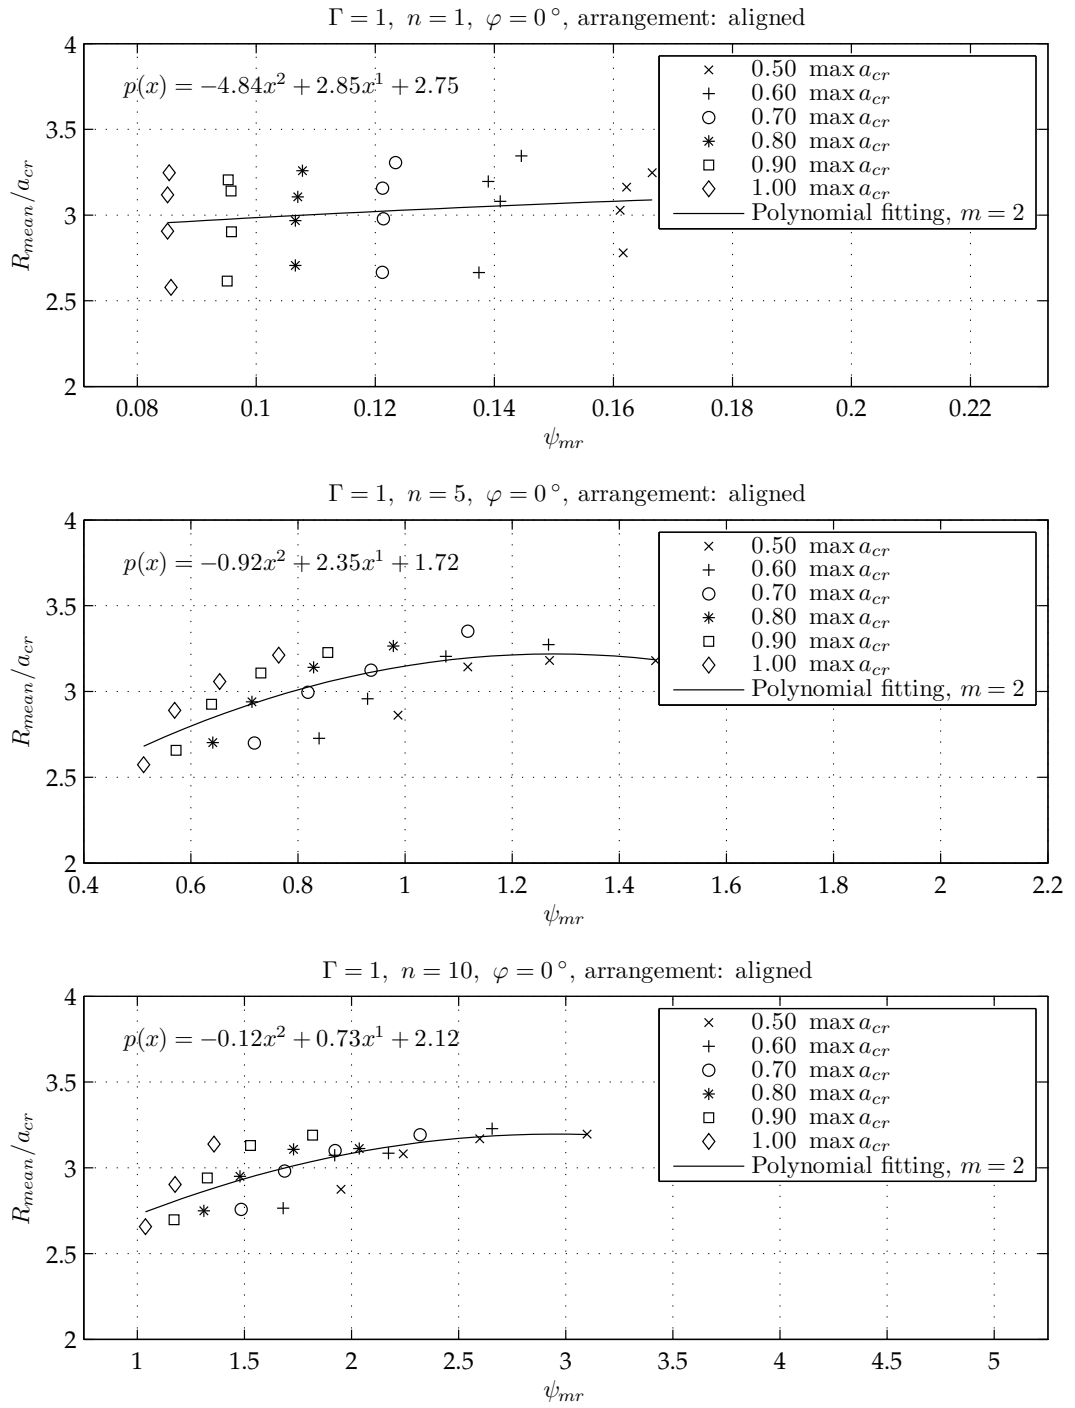 Γ = 1, n = 1, φ = 0°, arrangement: aligned
4
3.5
3
2.5
2
R_mean/a_cr
p(x) = −4.84x² + 2.85x¹ + 2.75
0.50 max a_cr
0.60 max a_cr
0.70 max a_cr
0.80 max a_cr
0.90 max a_cr
1.00 max a_cr
Polynomial fitting, m = 2
0.08 0.1 0.12 0.14 0.16 0.18 0.2 0.22
ψ_mr
Γ = 1, n = 5, φ = 0°, arrangement: aligned
4
3.5
3
2.5
2
R_mean/a_cr
p(x) = −0.92x² + 2.35x¹ + 1.72
0.50 max a_cr
0.60 max a_cr
0.70 max a_cr
0.80 max a_cr
0.90 max a_cr
1.00 max a_cr
Polynomial fitting, m = 2
0.4 0.6 0.8 1 1.2 1.4 1.6 1.8 2 2.2
ψ_mr
Γ = 1, n = 10, φ = 0°, arrangement: aligned
4
3.5
3
2.5
2
R_mean/a_cr
p(x) = −0.12x² + 0.73x¹ + 2.12
0.50 max a_cr
0.60 max a_cr
0.70 max a_cr
0.80 max a_cr
0.90 max a_cr
1.00 max a_cr
Polynomial fitting, m = 2
1 1.5 2 2.5 3 3.5 4 4.5 5
ψ_mr